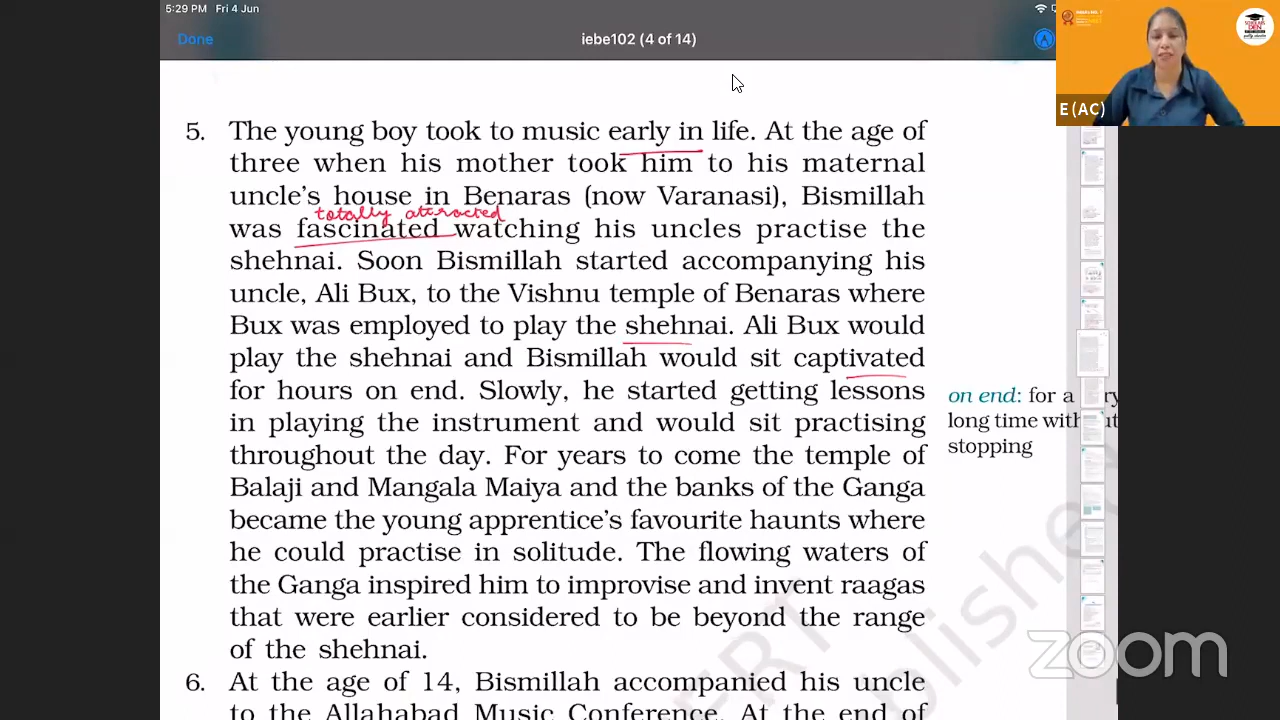 5:29 PM Fri 4 Jun
Done
iebe102 (4 of 14)
E (AC)
5. The young boy took to music early in life. At the age of
three when his mother took him to his maternal
uncle's house in Benaras (now Varanasi), Bismillah
totally attracted
was fascinated watching his uncles practise the
shehnai. Soon Bismillah started accompanying his
uncle, Ali Bux, to the Vishnu temple of Benaras where
Bux was employed to play the shehnai. Ali Bux would
play the shehnai and Bismillah would sit captivated
for hours on end. Slowly, he started getting lessons
in playing the instrument and would sit practising
throughout the day. For years to come the temple of
Balaji and Mangala Maiya and the banks of the Ganga
became the young apprentice's favourite haunts where
he could practise in solitude. The flowing waters of
the Ganga inspired him to improvise and invent raagas
that were earlier considered to be beyond the range
of the shehnai.
on end: for a
long time
stopping
6. At the age of 14, Bismillah accompanied his uncle
to the Allahabad Music Conference. At the end of
zoom